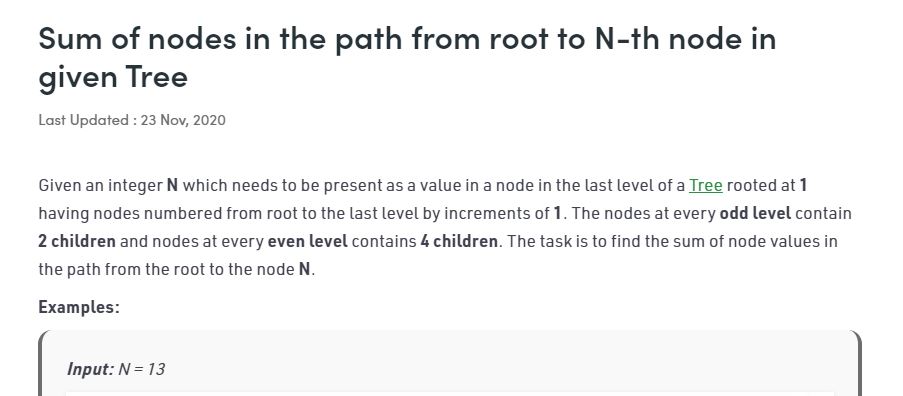 Sum of nodes in the path from root to N-th node in
given Tree
Last Updated : 23 Nov, 2020
Given an integer N which needs to be present as a value in a node in the last level of a Tree rooted at 1
having nodes numbered from root to the last level by increments of 1. The nodes at every odd level contain
2 children and nodes at every even level contains 4 children. The task is to find the sum of node values in
the path from the root to the node N.
Examples:
Input: N = 13